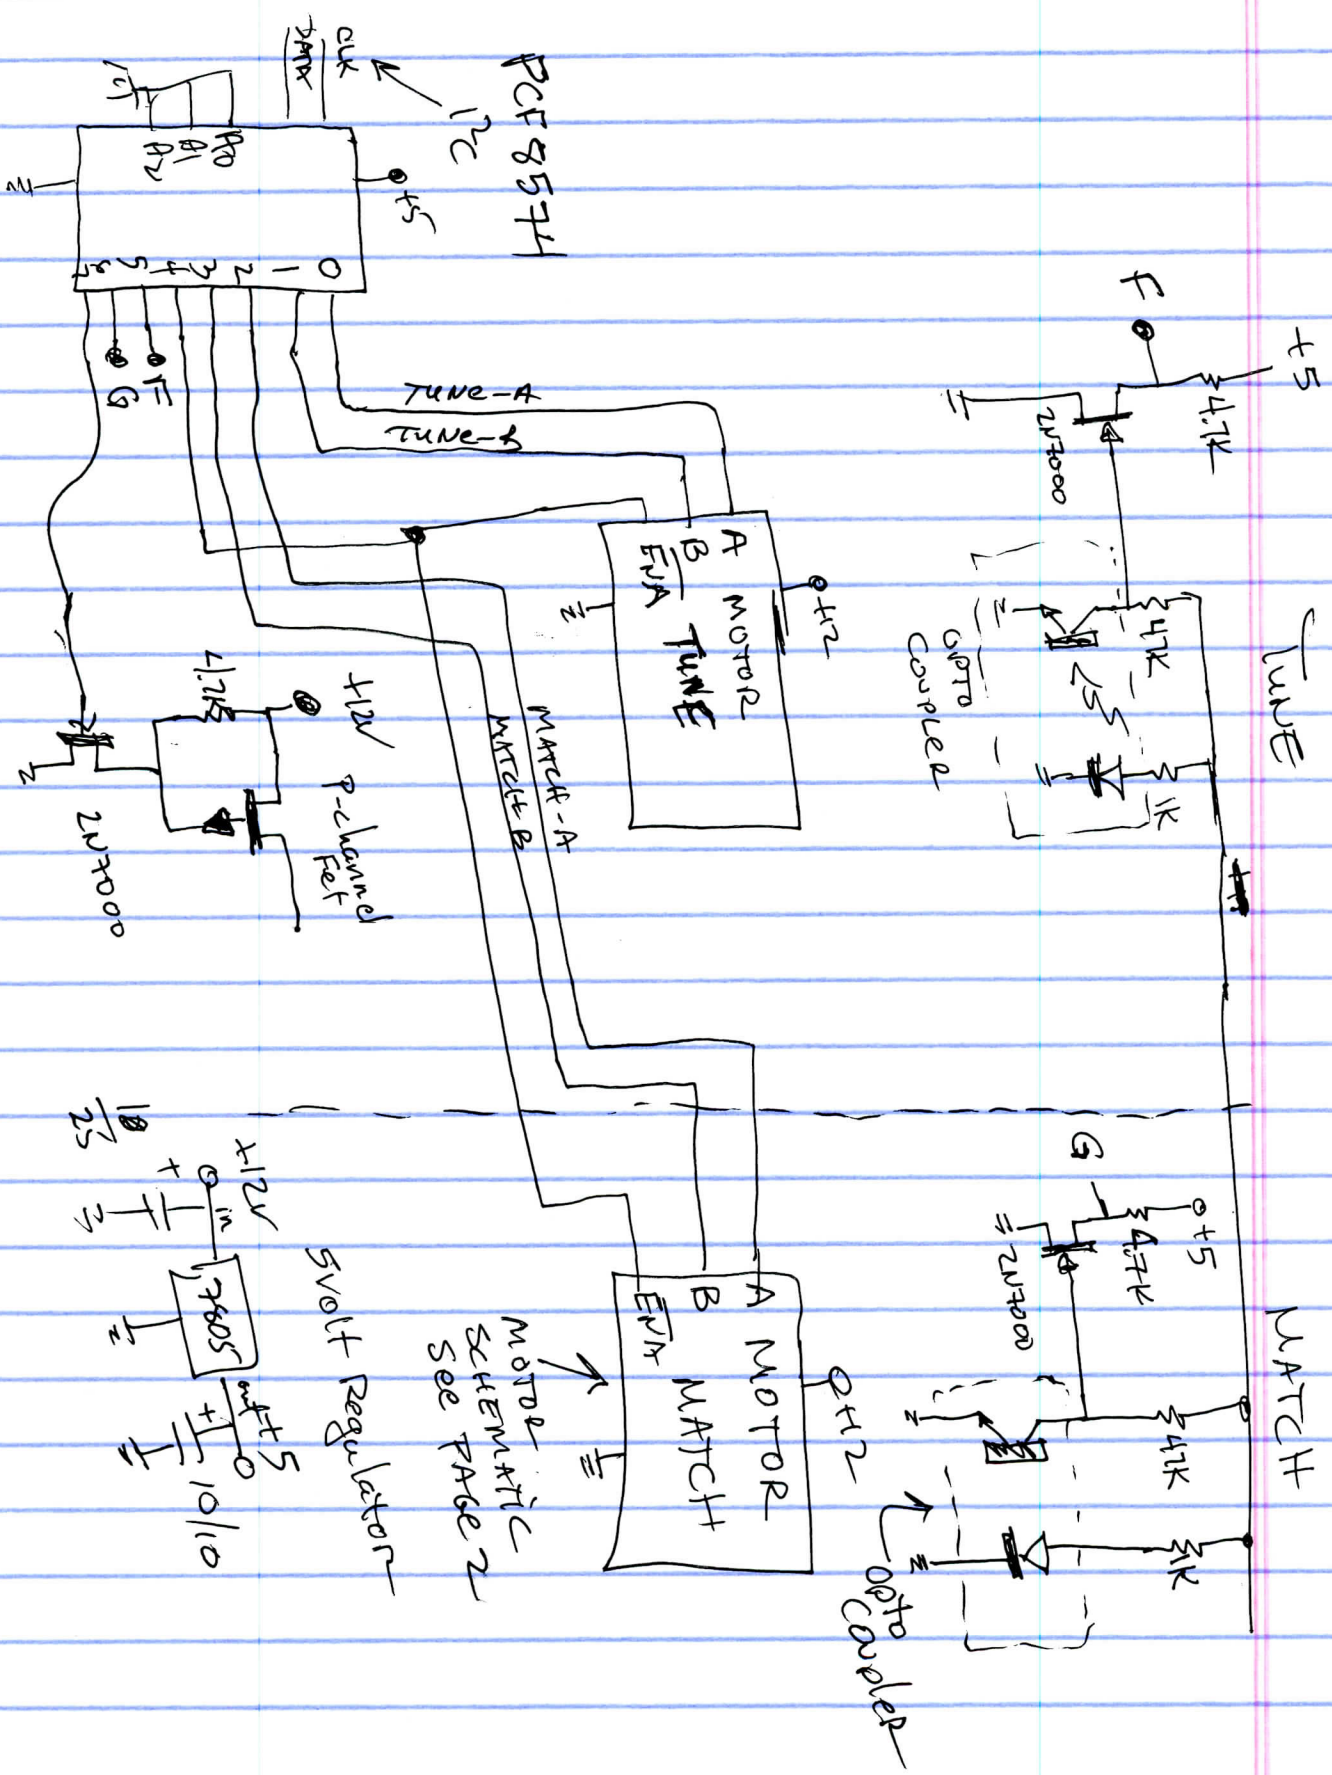 PCF8574
I2C
CLK
DATA
A0
A1
A2
+5
0
1
2
3
4
5
6
7
F
G
TUNE-A
TUNE-B
A MOTOR
B
ENA TUNE
+12
MATCH-A
MATCH-B
+12V
4.7K
P-channel
Fet
2N7000
TUNE
+5
4.7K
F
2N7000
47K
1K
OPTO
COUPLER
MATCH
+5
4.7K
G
2N7000
47K
1K
OPTO
COUPLER
+12
A MOTOR
B MATCH
ENA
MOTOR
SCHEMATIC
SEE PAGE 2
5 volt Regulator
+12V
in
7805
out
+5
+
10/25
+
10/10